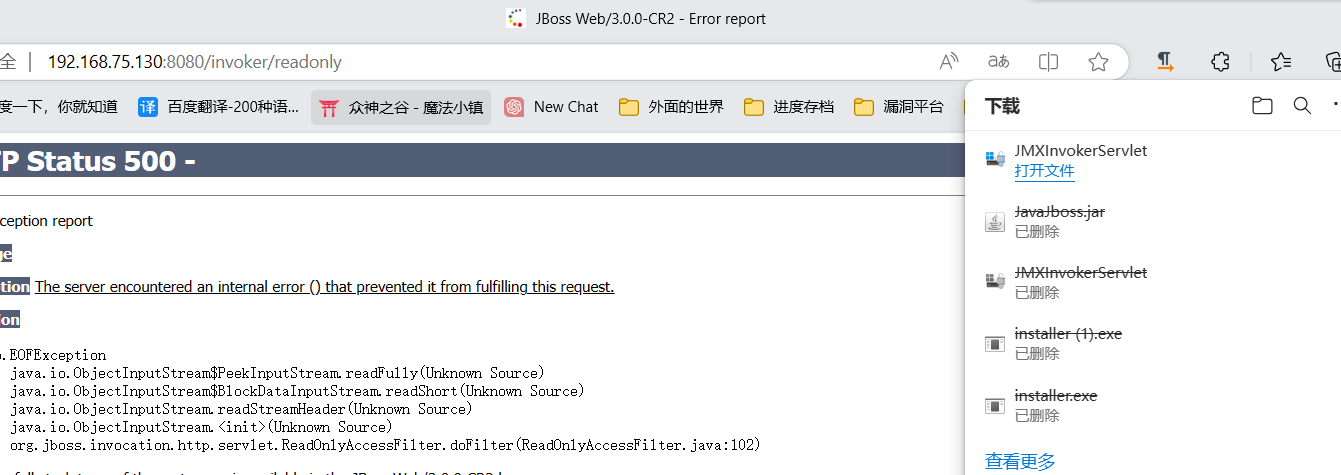 JBoss Web/3.0.0-CR2 - Error report
全 192.168.75.130:8080/invoker/readonly
度一下，你就知道 译 百度翻译-200种语... 众神之谷 - 魔法小镇 New Chat 外面的世界 进度存档 漏洞平台
下载
JMXInvokerServlet
打开文件
JavaJboss.jar
已删除
JMXInvokerServlet
已删除
installer (1).exe
已删除
installer.exe
已删除
查看更多
TP Status 500 -
ception report
ge
ption The server encountered an internal error () that prevented it from fulfilling this request.
ion
o.EOFException
java.io.ObjectInputStream$PeekInputStream.readFully(Unknown Source)
java.io.ObjectInputStream$BlockDataInputStream.readShort(Unknown Source)
java.io.ObjectInputStream.readStreamHeader(Unknown Source)
java.io.ObjectInputStream.<init>(Unknown Source)
org.jboss.invocation.http.servlet.ReadOnlyAccessFilter.doFilter(ReadOnlyAccessFilter.java:102)